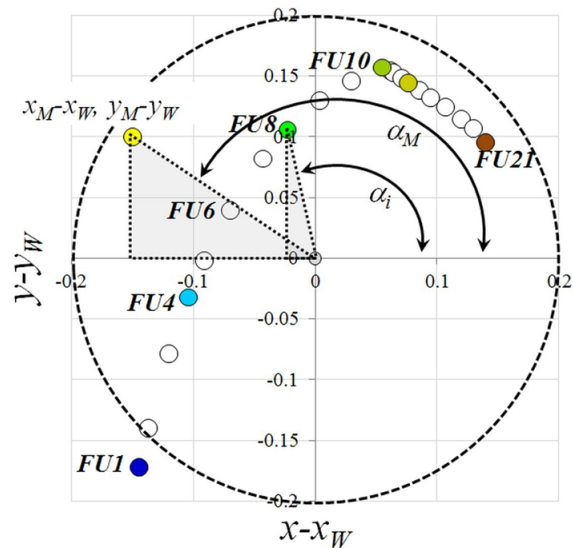 0.2
FU10
0.15
x_M-x_W, y_M-y_W
FU8
0.1
α_M
FU21
0.05
α_i
FU6
y-y_W
0
-0.2
-0.1
0
0.1
0.2
FU4
-0.05
-0.1
-0.15
FU1
-0.2
x-x_W